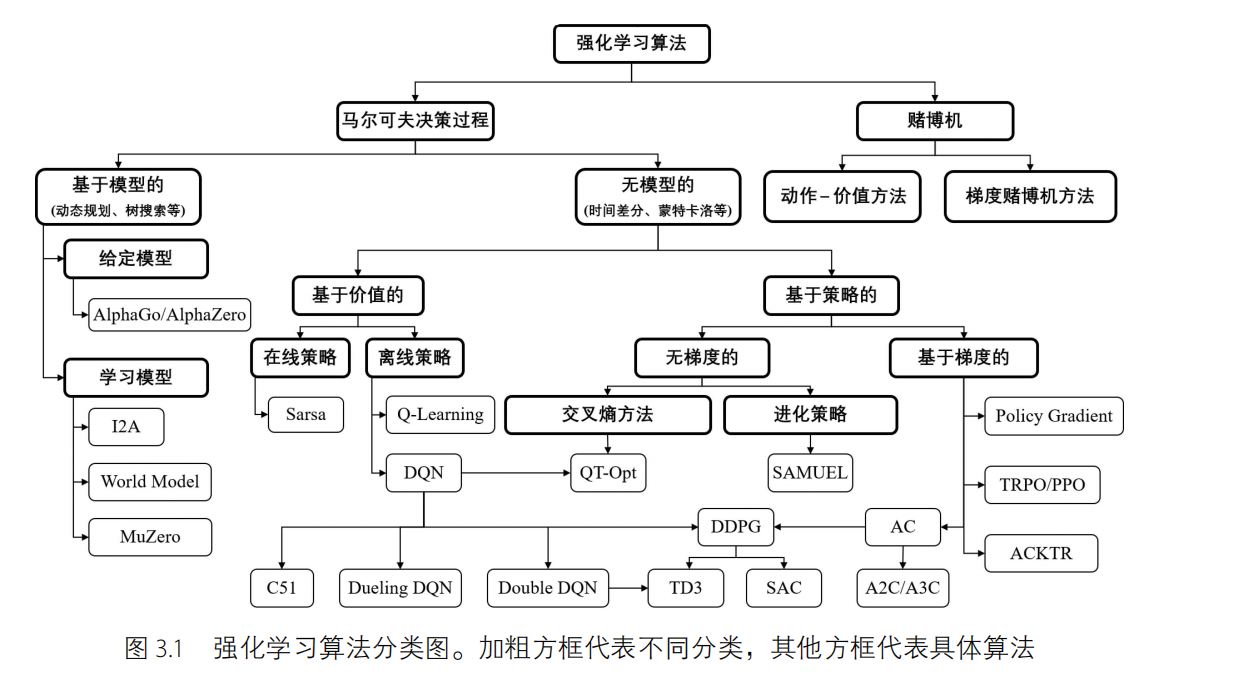 强化学习算法
马尔可夫决策过程
赌博机
基于模型的
(动态规划、树搜索等)
无模型的
(时间差分、蒙特卡洛等)
动作-价值方法
梯度赌博机方法
给定模型
AlphaGo/AlphaZero
基于价值的
基于策略的
学习模型
在线策略
离线策略
无梯度的
基于梯度的
I2A
Sarsa
Q-Learning
交叉熵方法
进化策略
Policy Gradient
World Model
DQN
QT-Opt
SAMUEL
TRPO/PPO
MuZero
DDPG
AC
ACKTR
C51
Dueling DQN
Double DQN
TD3
SAC
A2C/A3C
图 3.1 强化学习算法分类图。加粗方框代表不同分类，其他方框代表具体算法